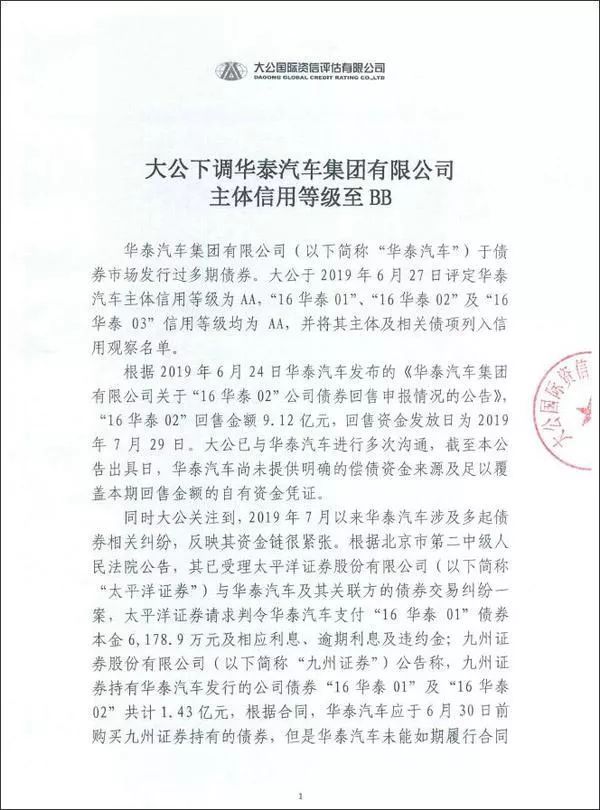 大公国际资信评估有限公司
DAGONG GLOBAL CREDIT RATING CO.,LTD
大公下调华泰汽车集团有限公司
主体信用等级至 BB
华泰汽车集团有限公司（以下简称“华泰汽车”）于债
券市场发行过多期债券。大公于 2019 年 6 月 27 日评定华泰
汽车主体信用等级为 AA，“16 华泰 01”、“16 华泰 02”及“16
华泰 03”信用等级均为 AA，并将其主体及相关债项列入信
用观察名单。
根据 2019 年 6 月 24 日华泰汽车发布的《华泰汽车集团
有限公司关于“16 华泰 02”公司债券回售申报情况的公告》，
“16 华泰 02”回售金额 9.12 亿元，回售资金发放日为 2019
年 7 月 29 日。大公已与华泰汽车进行多次沟通，截至本公
告出具日，华泰汽车尚未提供明确的偿债资金来源及足以覆
盖本期回售金额的自有资金凭证。
同时大公关注到，2019 年 7 月以来华泰汽车涉及多起债
券相关纠纷，反映其资金链很紧张。根据北京市第二中级人
民法院公告，其已受理太平洋证券股份有限公司（以下简称
“太平洋证券”）与华泰汽车及其关联方的债券交易纠纷一
案，太平洋证券请求判令华泰汽车支付“16 华泰 01”债券
本金 6,178.9 万元及相应利息、逾期利息及违约金；九州证
券股份有限公司（以下简称“九州证券”）公告称，九州证
券持有华泰汽车发行的公司债券“16 华泰 01”及“16 华泰
02”共计 1.43 亿元，根据合同，华泰汽车应于 6 月 30 日前
购买九州证券持有的债券，但是华泰汽车未能如期履行合同
大公国际资信
1